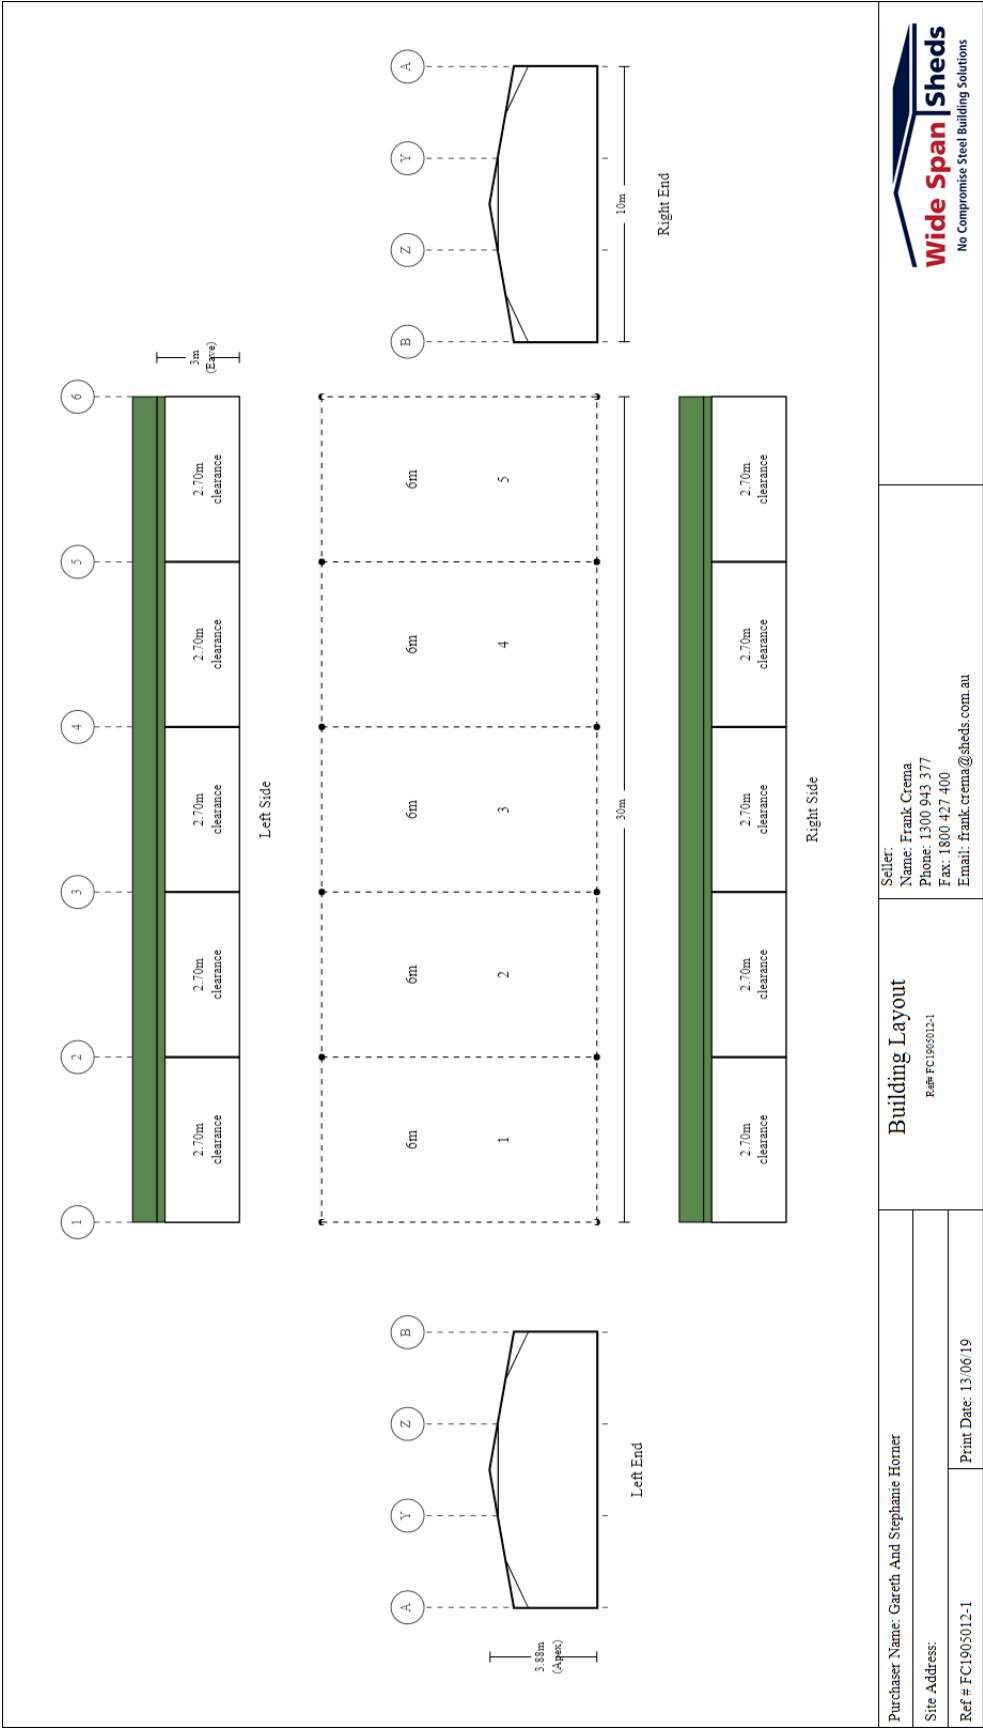 1
2
3
4
5
6
3m
(Eave)
2.70m
clearance
2.70m
clearance
2.70m
clearance
2.70m
clearance
2.70m
clearance
Left Side
A
Y
Z
B
3.88m
(Apex)
Left End
6m
6m
6m
6m
6m
1
2
3
4
5
30m
B
Z
Y
A
10m
Right End
2.70m
clearance
2.70m
clearance
2.70m
clearance
2.70m
clearance
2.70m
clearance
Right Side
Purchaser Name: Gareth And Stephanie Horner
Site Address:
Ref # FC1905012-1
Print Date: 13/06/19
Building Layout
Ref# FC1905012-1
Seller:
Name: Frank Crema
Phone: 1300 943 377
Fax: 1800 427 400
Email: frank.crema@sheds.com.au
Wide Span Sheds
No Compromise Steel Building Solutions